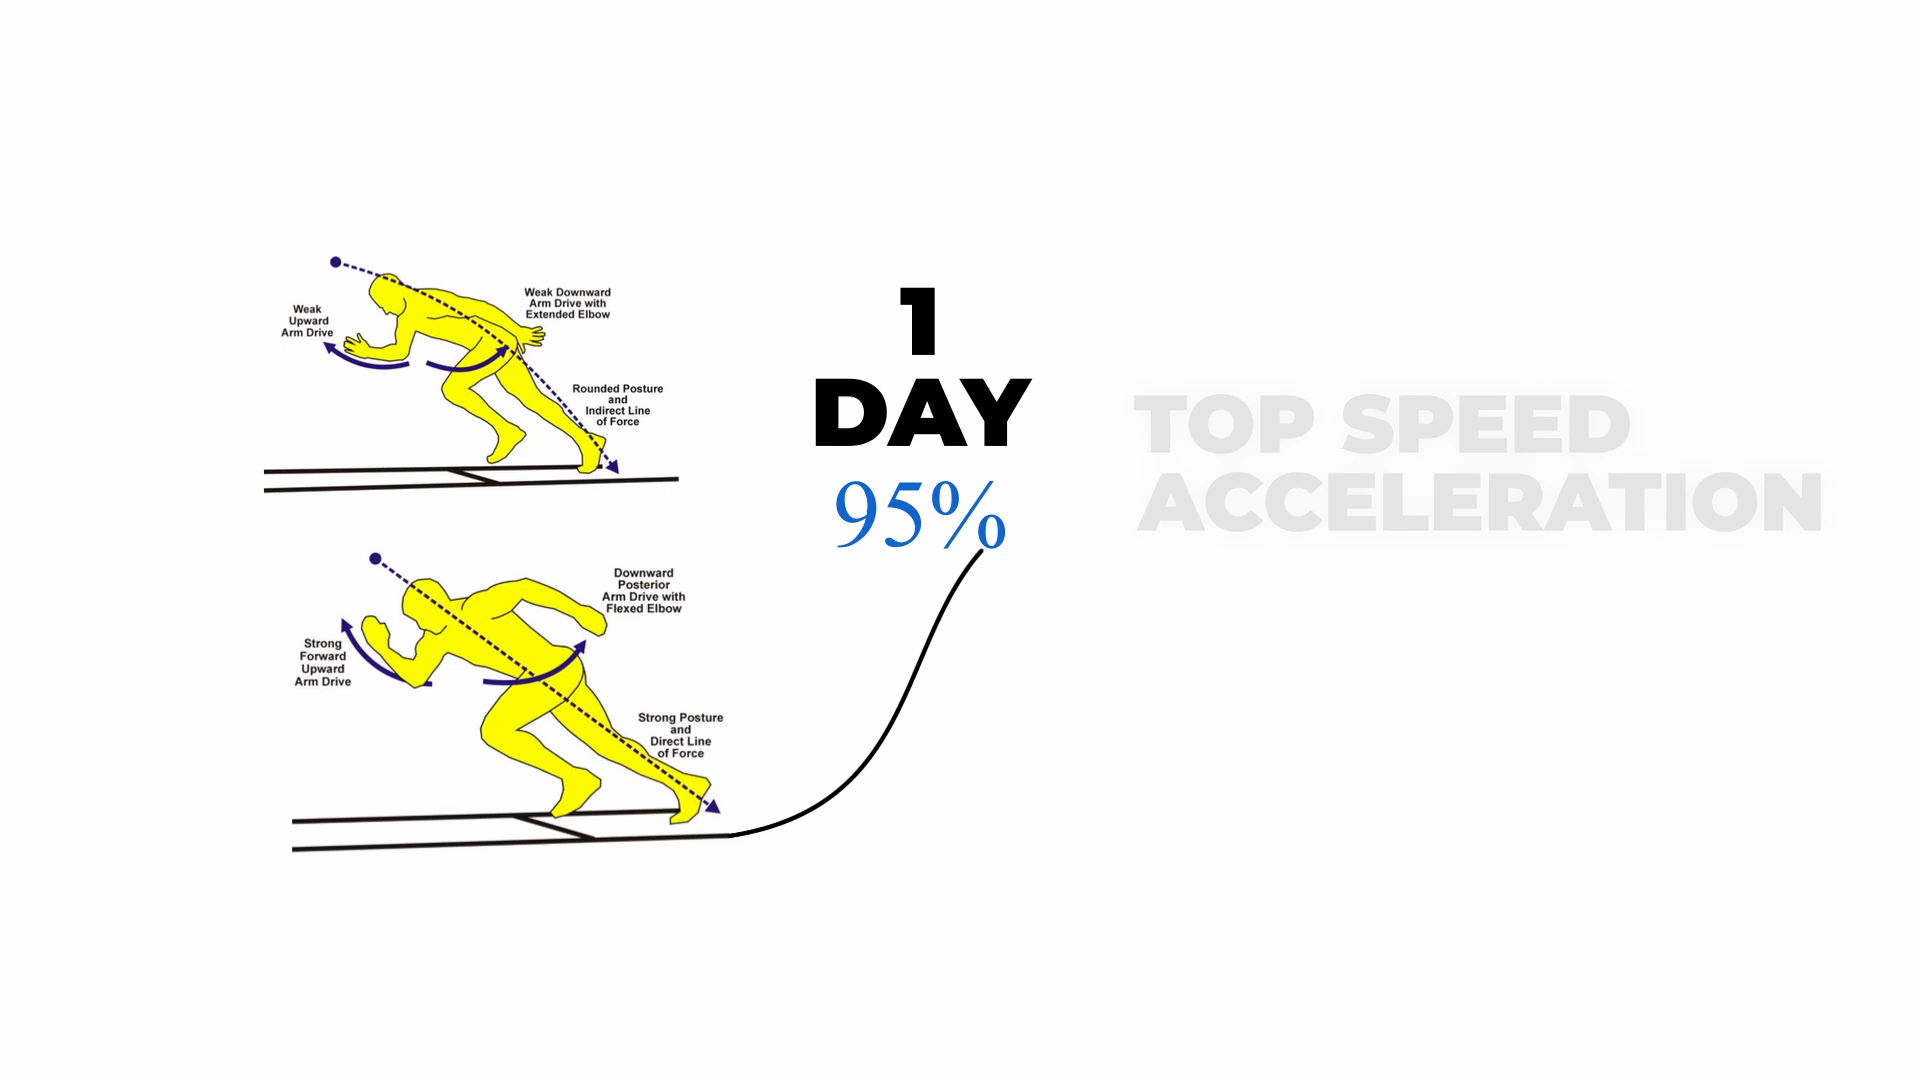 Weak
Upward
Arm Drive
Weak Downward
Arm Drive with
Extended Elbow
Rounded Posture
and
Indirect Line
of Force
Strong
Forward
Upward
Arm Drive
Downward
Posterior
Arm Drive with
Flexed Elbow
Strong Posture
and
Direct Line
of Force
1
DAY
95%
TOP SPEED
ACCELERATION